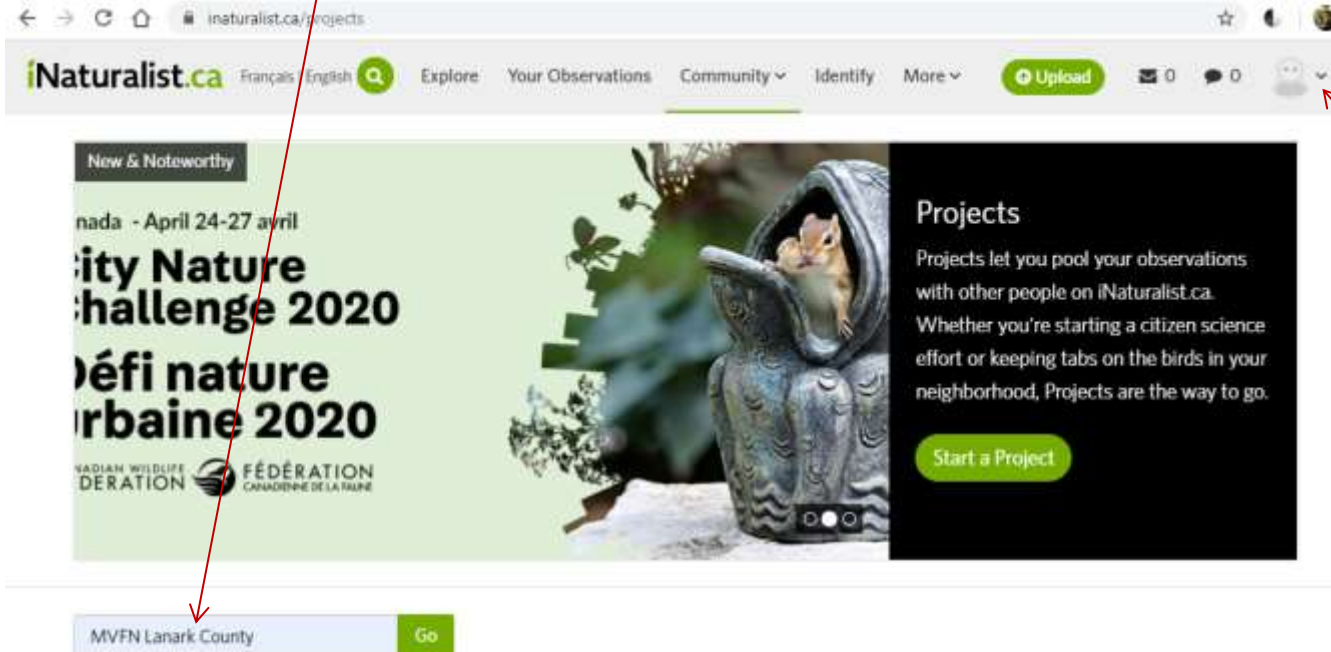 inaturalist.ca/projects
iNaturalist.ca Français | English Explore Your Observations Community Identify More Upload 0 0
New & Noteworthy
nada - April 24-27 avril
ity Nature
hallenge 2020
éfi nature
rbaine 2020
ADIAN WILDLIFE
DERATION
FÉDÉRATION
CANADIENNE DE LA FAUNE
Projects
Projects let you pool your observations
with other people on iNaturalist.ca.
Whether you're starting a citizen science
effort or keeping tabs on the birds in your
neighborhood, Projects are the way to go.
Start a Project
MVFN Lanark County Go